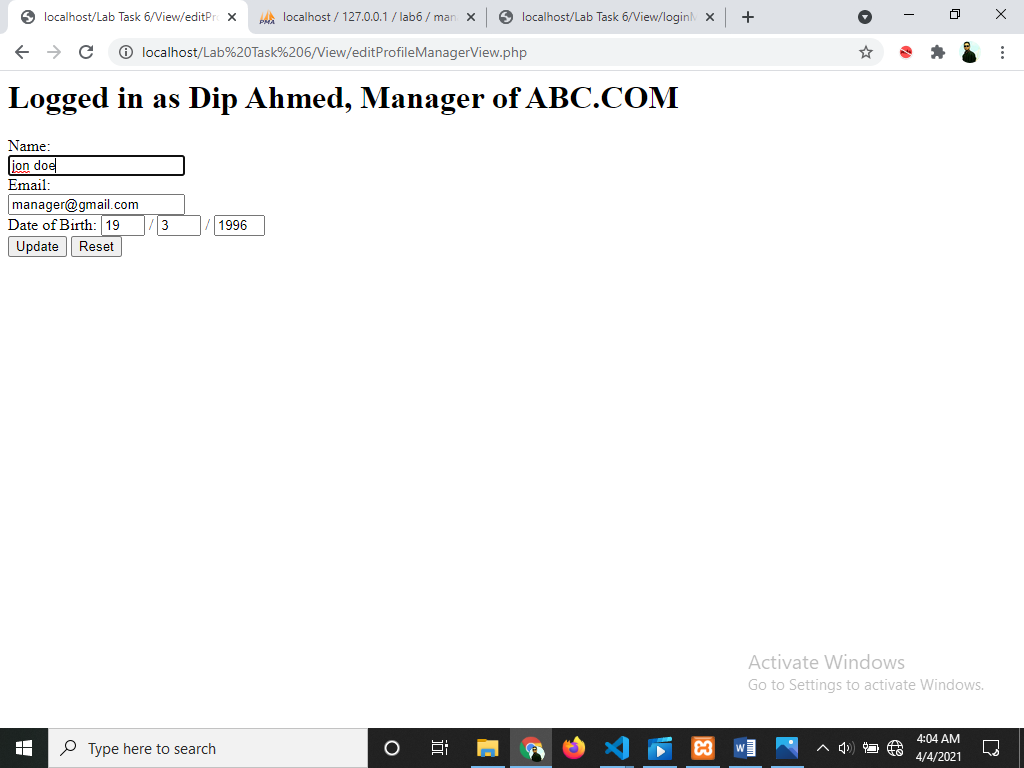 localhost/Lab Task 6/View/editPr
localhost / 127.0.0.1 / lab6 / man
localhost/Lab Task 6/View/loginM
localhost/Lab%20Task%206/View/editProfileManagerView.php
Logged in as Dip Ahmed, Manager of ABC.COM
Name:
jon doe
Email:
manager@gmail.com
Date of Birth: 19 / 3 / 1996
Update Reset
Activate Windows
Go to Settings to activate Windows.
Type here to search
4:04 AM
4/4/2021